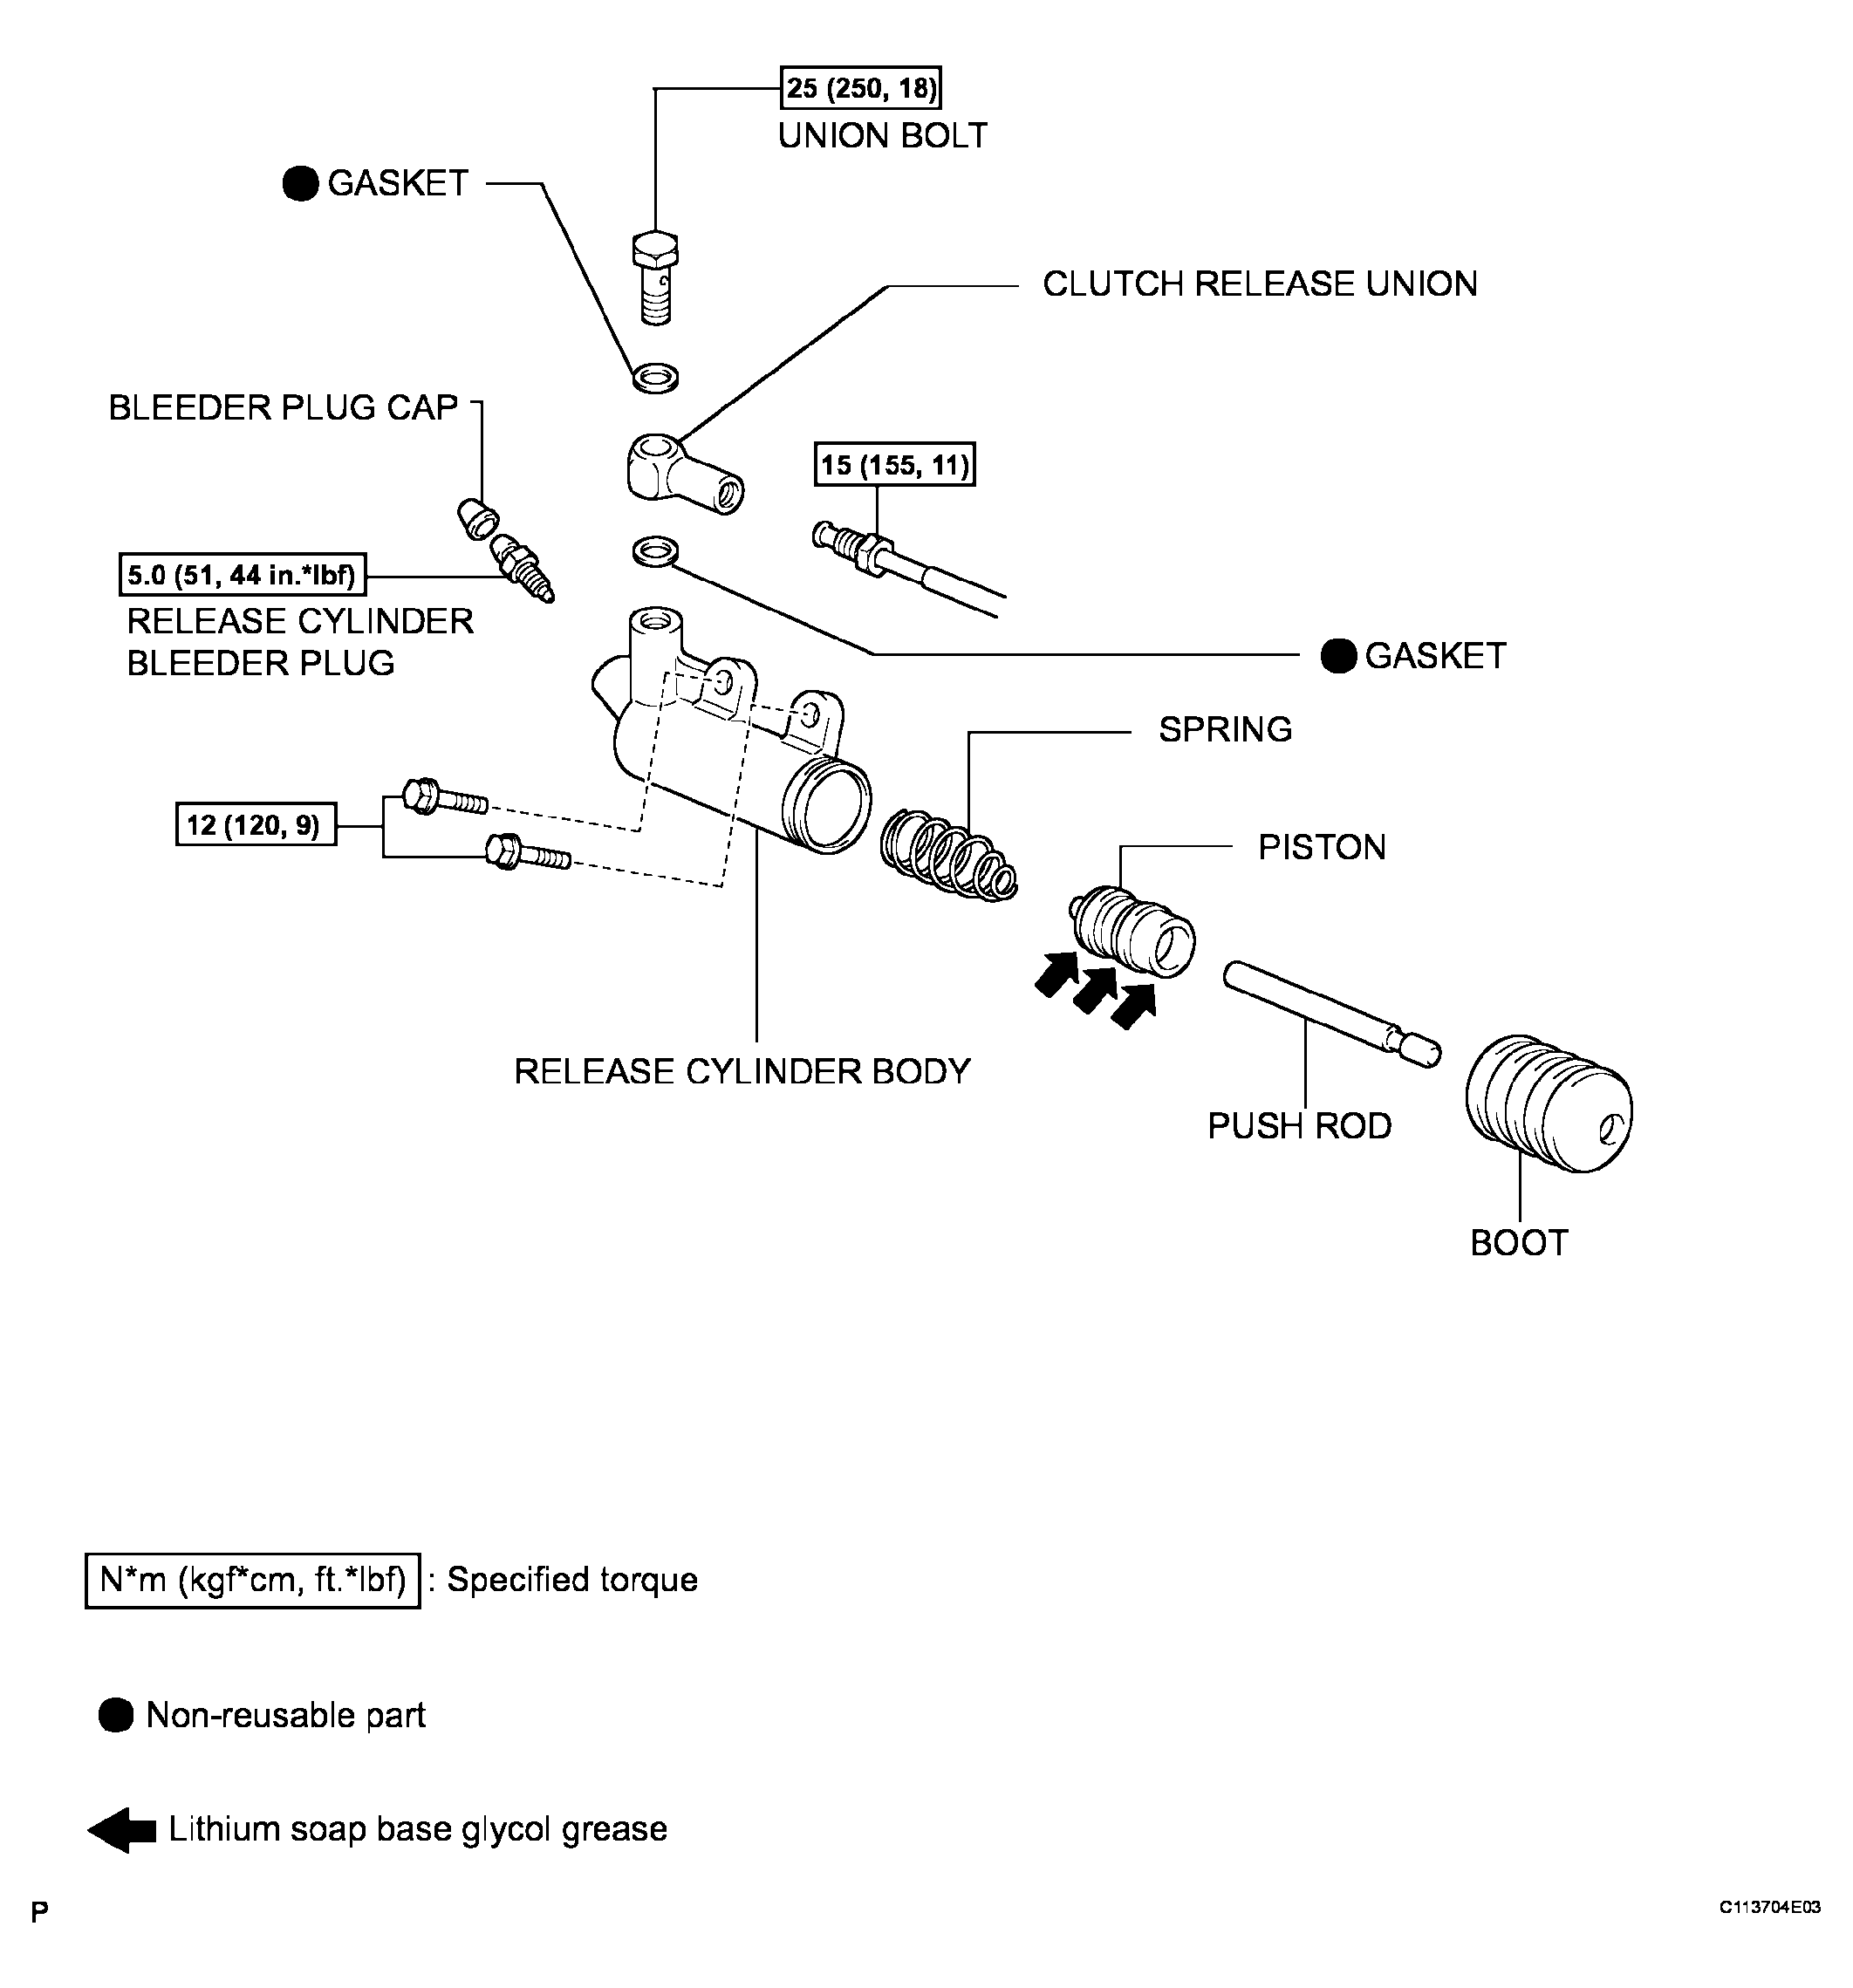 25 (250, 18)
UNION BOLT
GASKET
CLUTCH RELEASE UNION
BLEEDER PLUG CAP
15 (155, 11)
5.0 (51, 44 in.*lbf)
RELEASE CYLINDER
BLEEDER PLUG
GASKET
SPRING
12 (120, 9)
PISTON
RELEASE CYLINDER BODY
PUSH ROD
BOOT
N*m (kgf*cm, ft.*lbf) : Specified torque
Non-reusable part
Lithium soap base glycol grease
P
C113704E03